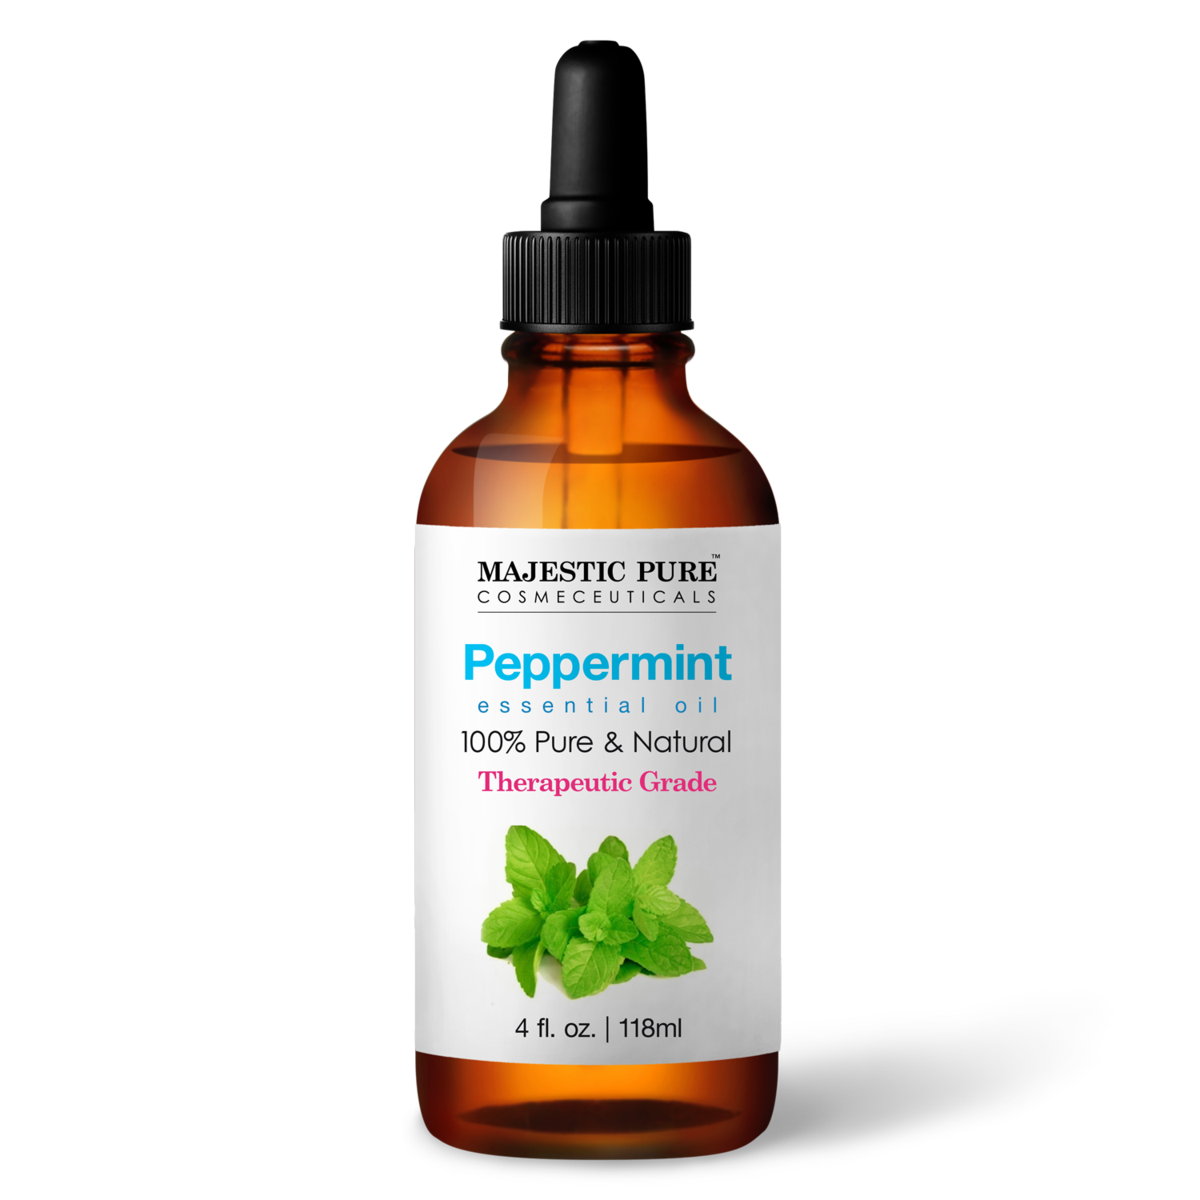 MAJESTIC PURE™
COSMECEUTICALS
Peppermint
essential oil
100% Pure & Natural
Therapeutic Grade
4 fl. oz. | 118ml